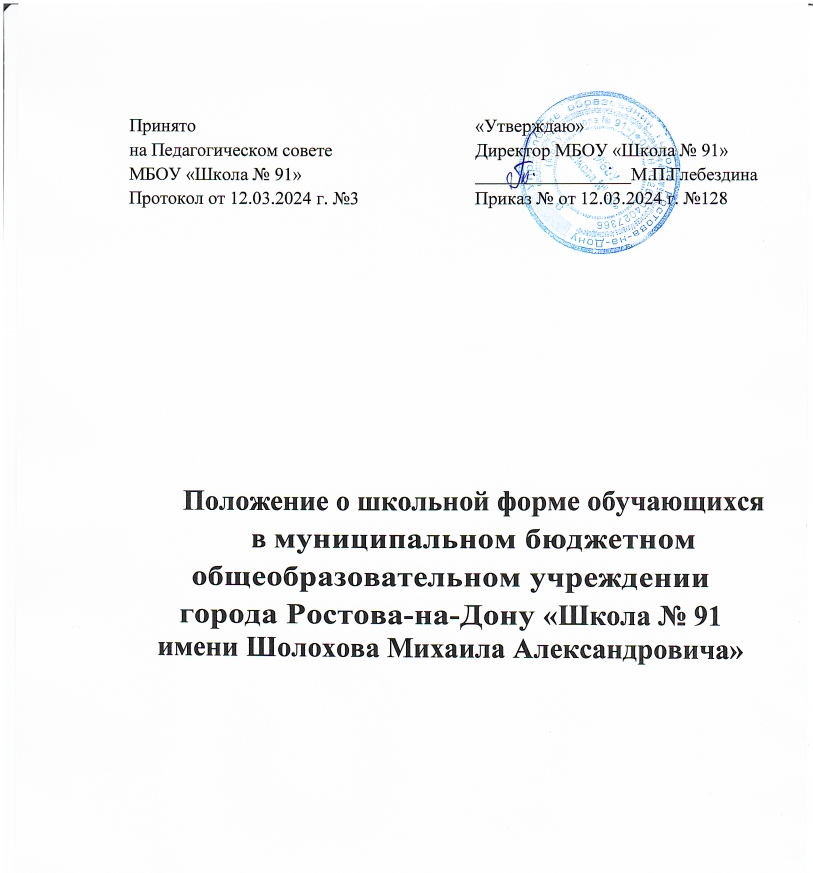 Принято
на Педагогическом совете
МБОУ «Школа № 91»
Протокол от 12.03.2024 г. №3
«Утверждаю»
Директор МБОУ «Школа № 91»
________________М.П.Глебездина
Приказ № от 12.03.2024 г. №128
Положение о школьной форме обучающихся
в муниципальном бюджетном
общеобразовательном учреждении
города Ростова-на-Дону «Школа № 91
имени Шолохова Михаила Александровича»